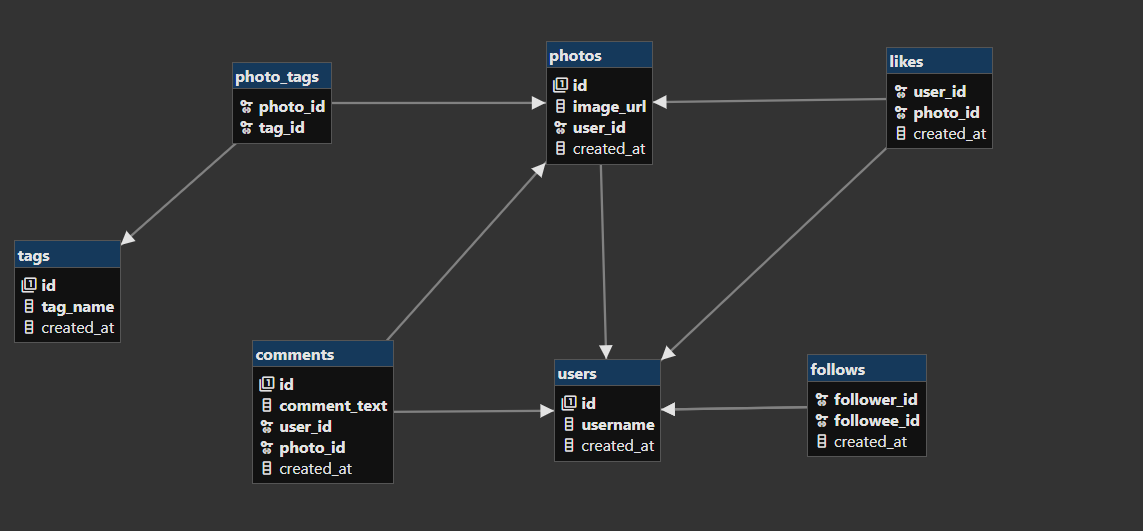 photos
id
image_url
user_id
created_at
likes
user_id
photo_id
created_at
photo_tags
photo_id
tag_id
tags
id
tag_name
created_at
comments
id
comment_text
user_id
photo_id
created_at
users
id
username
created_at
follows
follower_id
followee_id
created_at